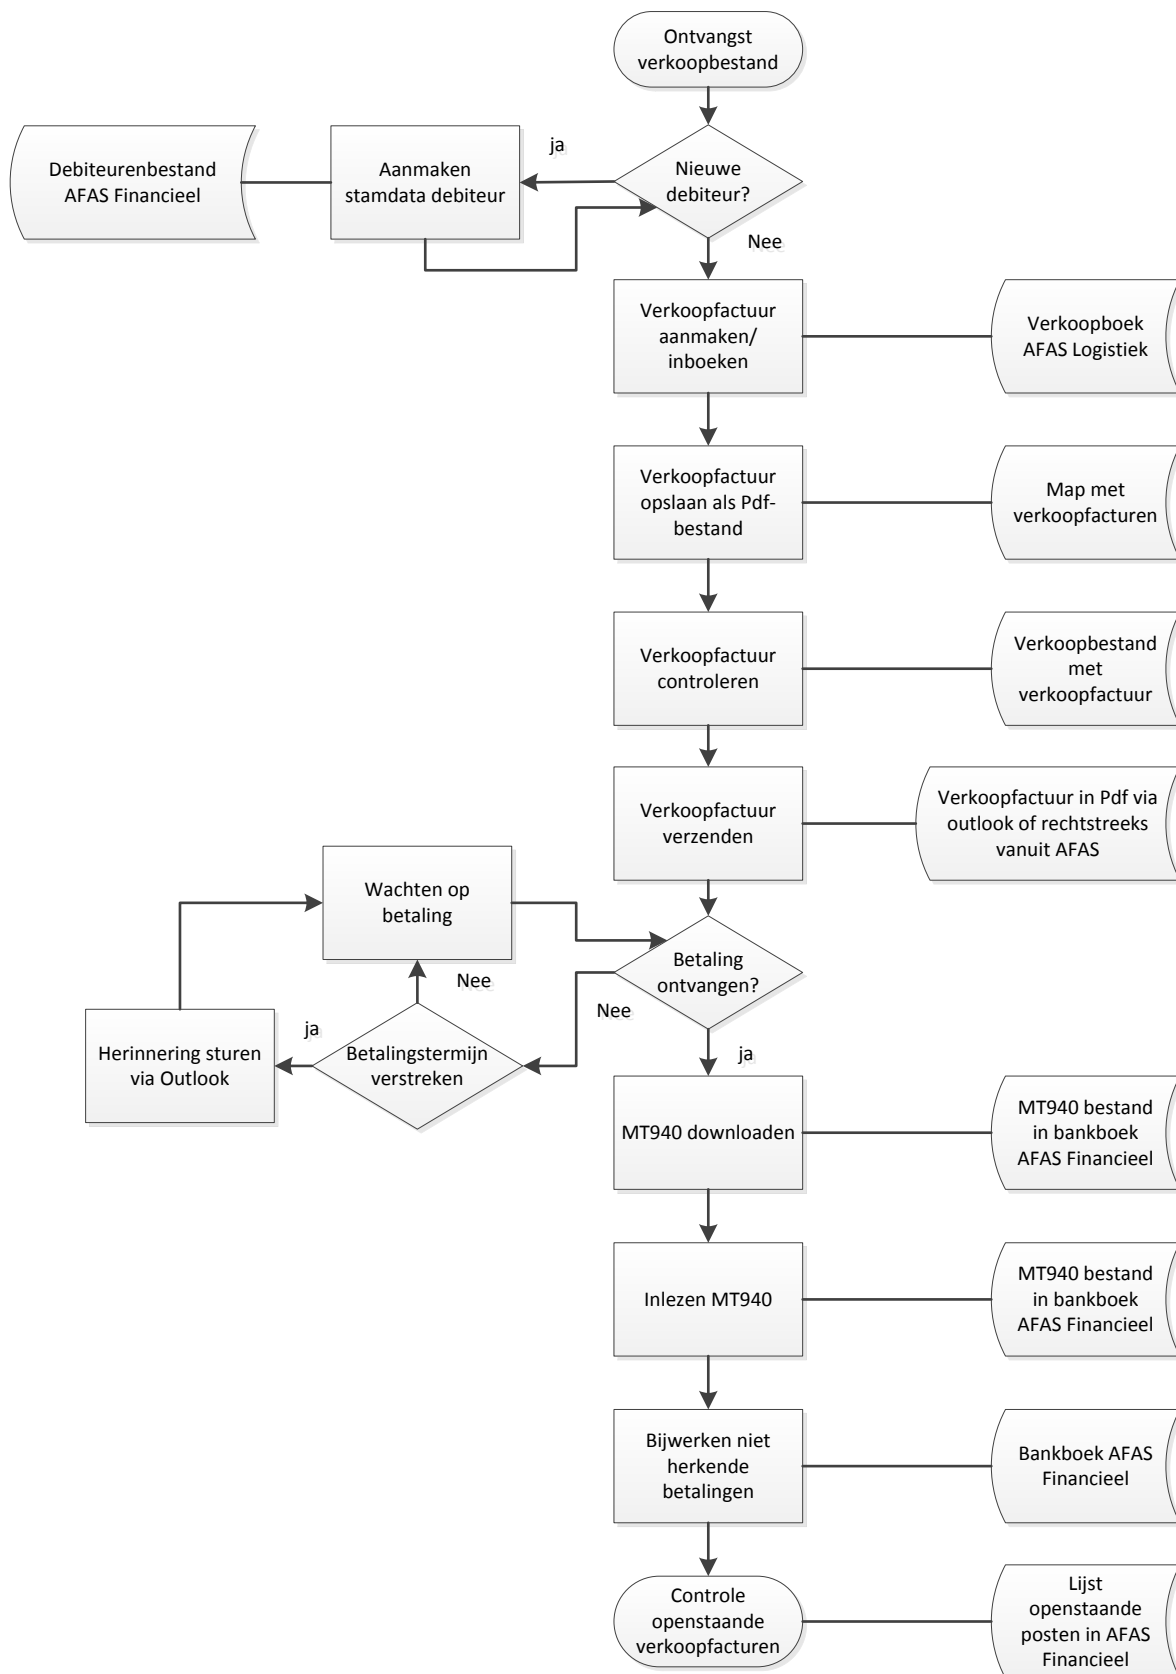 Ontvangst
verkoopbestand
Debiteurenbestand
AFAS Financieel
Aanmaken
stamdata debiteur
ja
Nieuwe
debiteur?
Nee
Verkoopfactuur
aanmaken/
inboeken
Verkoopboek
AFAS Logistiek
Verkoopfactuur
opslaan als Pdf-
bestand
Map met
verkoopfacturen
Verkoopfactuur
controleren
Verkoopbestand
met
verkoopfactuur
Verkoopfactuur
verzenden
Verkoopfactuur in Pdf via
outlook of rechtstreeks
vanuit AFAS
Wachten op
betaling
Betaling
ontvangen?
Nee
Nee
ja
Herinnering sturen
via Outlook
Betalingstermijn
verstreken
ja
MT940 downloaden
MT940 bestand
in bankboek
AFAS Financieel
Inlezen MT940
MT940 bestand
in bankboek
AFAS Financieel
Bijwerken niet
herkende
betalingen
Bankboek AFAS
Financieel
Controle
openstaande
verkoopfacturen
Lijst
openstaande
posten in AFAS
Financieel